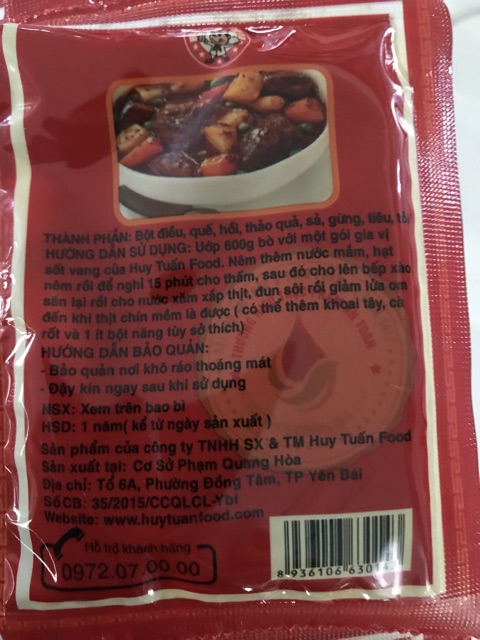 THÀNH PHẦN: Bột điều, quế, hồi, thảo quả, sả, gừng, tiêu, tỏi
HƯỚNG DẪN SỬ DỤNG: Ướp 600g bò với một gói gia vị
sốt vang của Huy Tuấn Food. Nêm thêm nước mắm, hạt
nêm rồi để nghỉ 15 phút cho thấm, sau đó cho lên bếp xào
săn lại rồi cho nước xăm xắp thịt, đun sôi rồi giảm lửa om
đến khi thịt chín mềm là được ( có thể thêm khoai tây, cà
rốt và 1 ít bột năng tùy sở thích)
HƯỚNG DẪN BẢO QUẢN:
- Bảo quản nơi khô ráo thoáng mát
- Đậy kín ngay sau khi sử dụng
NSX: Xem trên bao bì
HSD: 1 năm( kể từ ngày sản xuất )
Sản phẩm của công ty TNHH SX & TM Huy Tuấn Food
Sản xuất tại: Cơ Sở Phạm Quang Hòa
Địa chỉ: Tổ 6A, Phường Đồng Tâm, TP Yên Bái
Số CB: 35/2015/CCQLCL-Ybi
Website: www.huytuanfood.com
Hỗ trợ khách hàng
0972.07.00.00
8 936106 6301